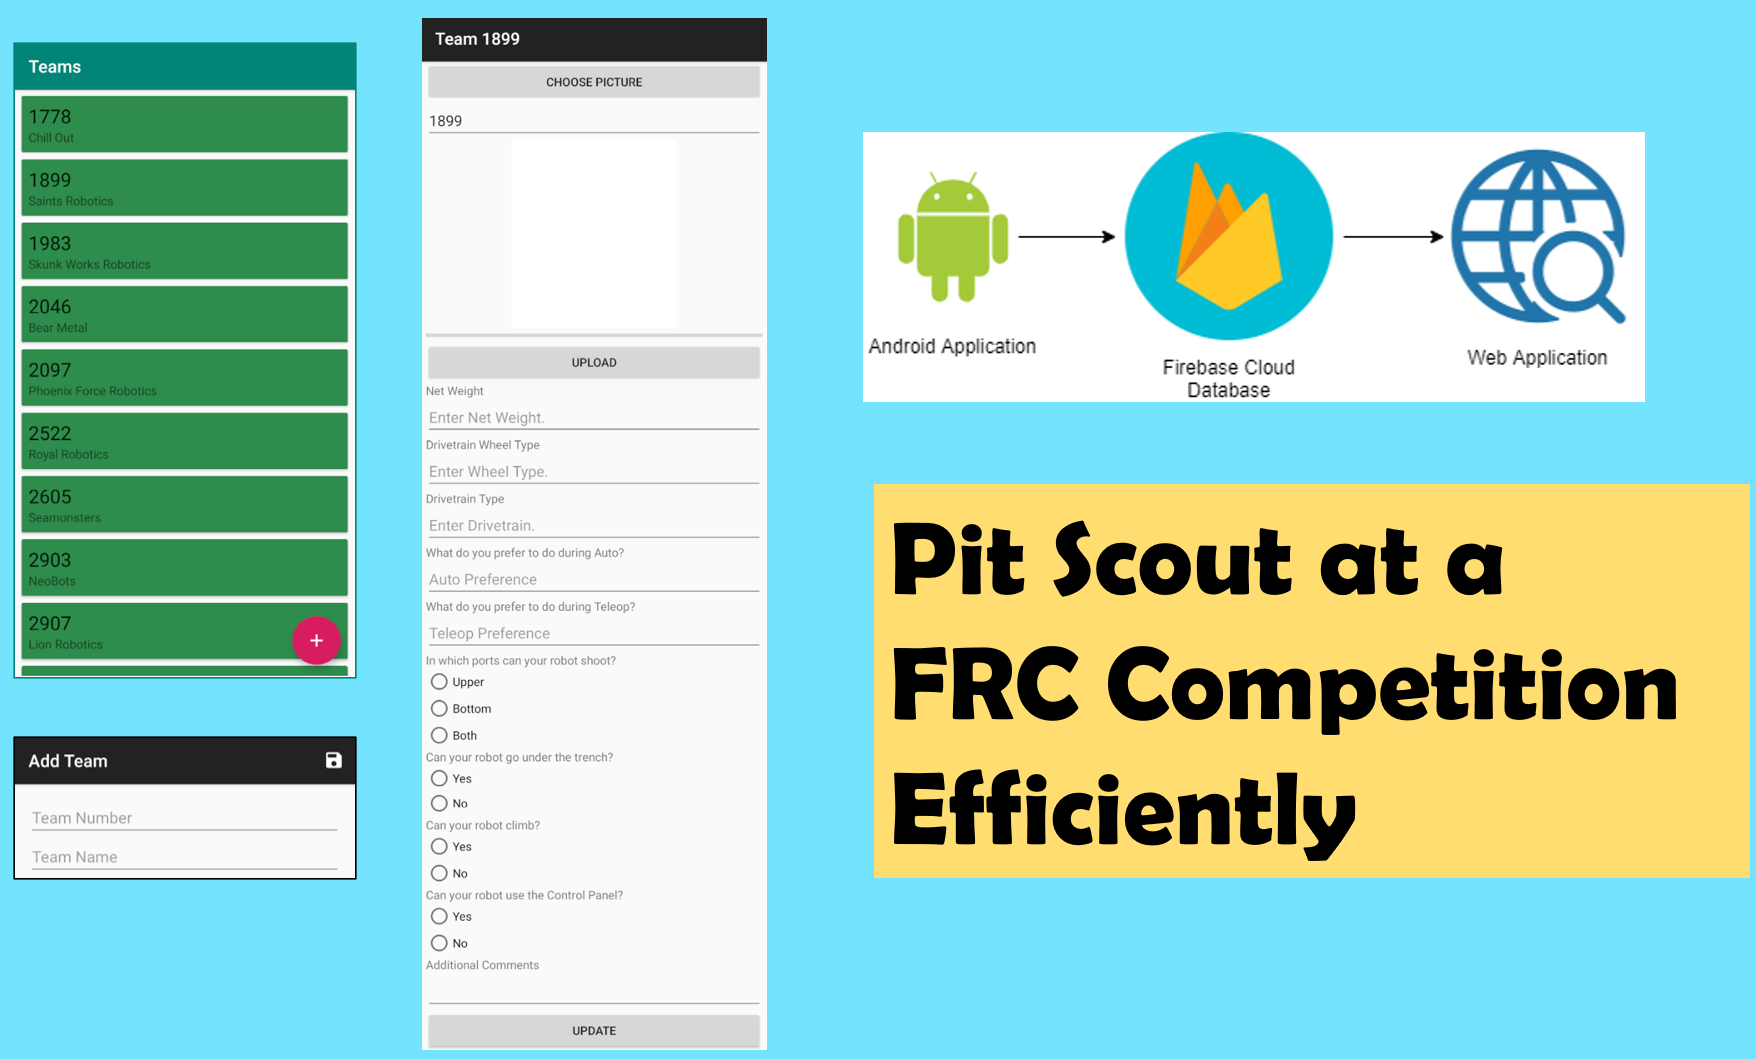 Teams
1778
Chill Out
1899
Saints Robotics
1983
Skunk Works Robotics
2046
Bear Metal
2097
Phoenix Force Robotics
2522
Royal Robotics
2605
Seamonsters
2903
NeoBots
2907
Lion Robotics
+
Add Team
Team Number
Team Name
Team 1899
CHOOSE PICTURE
1899
UPLOAD
Net Weight
Enter Net Weight.
Drivetrain Wheel Type
Enter Wheel Type.
Drivetrain Type
Enter Drivetrain.
What do you prefer to do during Auto?
Auto Preference
What do you prefer to do during Teleop?
Teleop Preference
In which ports can your robot shoot?
Upper
Bottom
Both
Can your robot go under the trench?
Yes
No
Can your robot climb?
Yes
No
Can your robot use the Control Panel?
Yes
No
Additional Comments
UPDATE
Android Application
Firebase Cloud
Database
Web Application
Pit Scout at a
FRC Competition
Efficiently